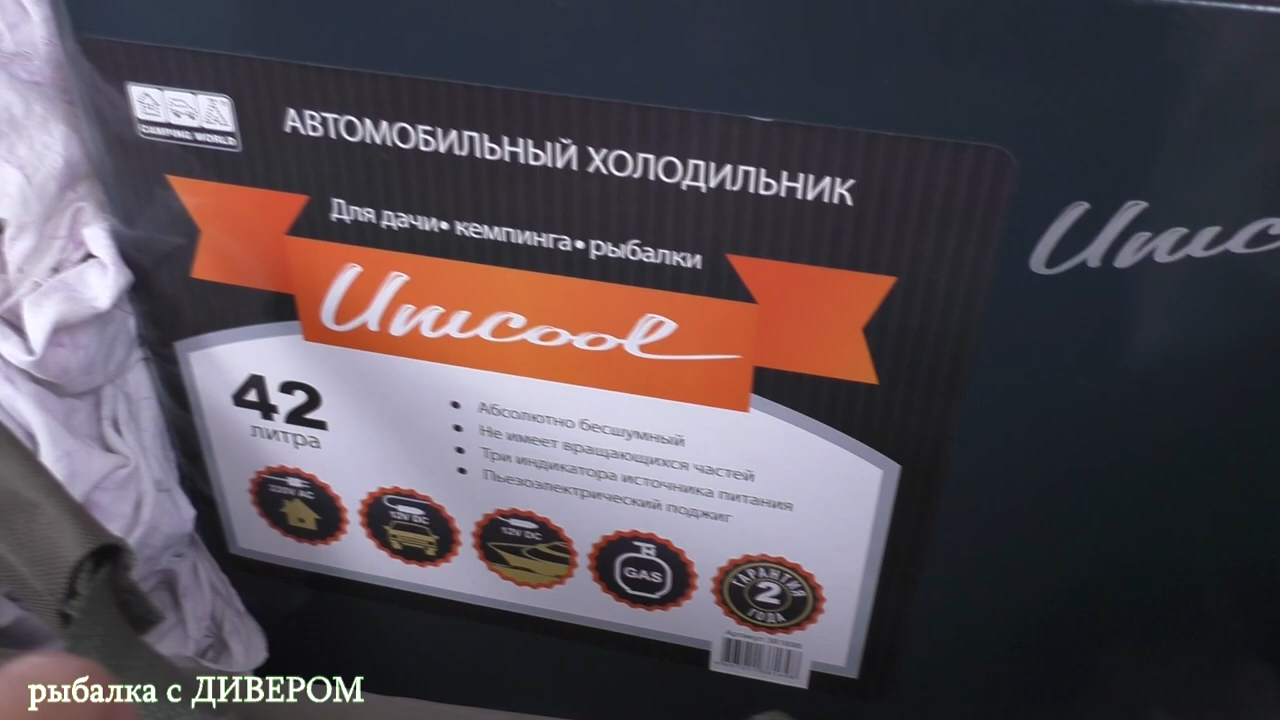 CAMPING WORLD
АВТОМОБИЛЬНЫЙ ХОЛОДИЛЬНИК
Для дачи• кемпинга• рыбалки
Unicool
Unic
42
литра
• Абсолютно бесшумный
• Не имеет вращающихся частей
• Три индикатора источника питания
• Пьезоэлектрический поджиг
220V AC
12V DC
12V DC
GAS
ГАРАНТИЯ
2
ГОДА
Артикул:
рыбалка с ДИВЕРОМ